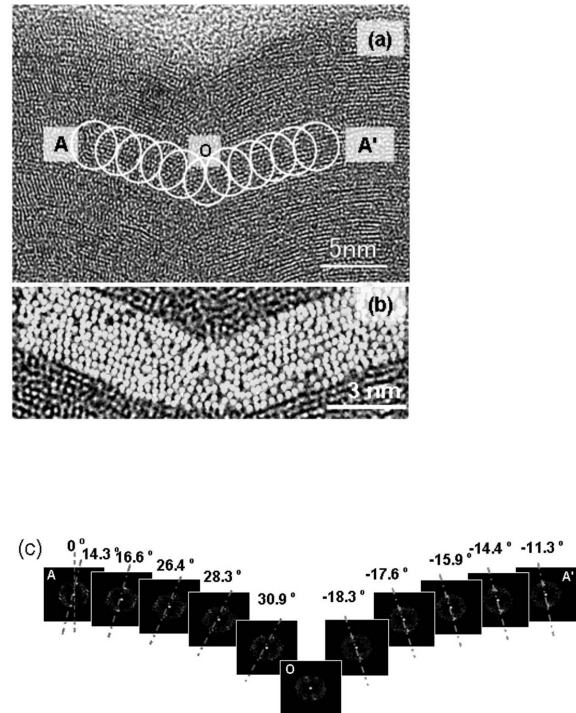 (a)
A
O
A'
5nm
(b)
3 nm
(c)
0 °
14.3 °
16.6 °
26.4 °
28.3 °
30.9 °
-18.3 °
-17.6 °
-15.9 °
-14.4 °
-11.3 °
A
A'
O